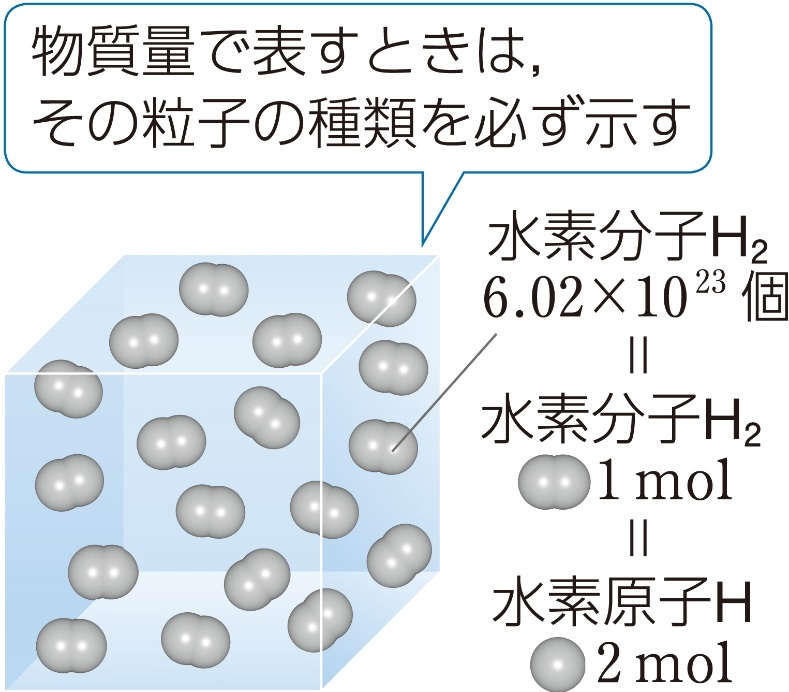 物質量で表すときは,
その粒子の種類を必ず示す
水素分子H₂
6.02×10²³ 個
=
水素分子H₂
1 mol
=
水素原子H
2 mol